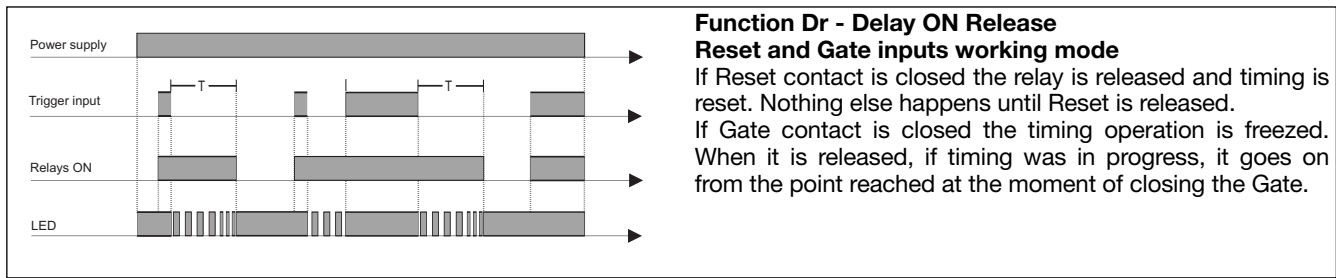 Power supply
T
T
Trigger input
Relays ON
LED
Function Dr - Delay ON Release
Reset and Gate inputs working mode
If Reset contact is closed the relay is released and timing is
reset. Nothing else happens until Reset is released.
If Gate contact is closed the timing operation is freezed.
When it is released, if timing was in progress, it goes on
from the point reached at the moment of closing the Gate.